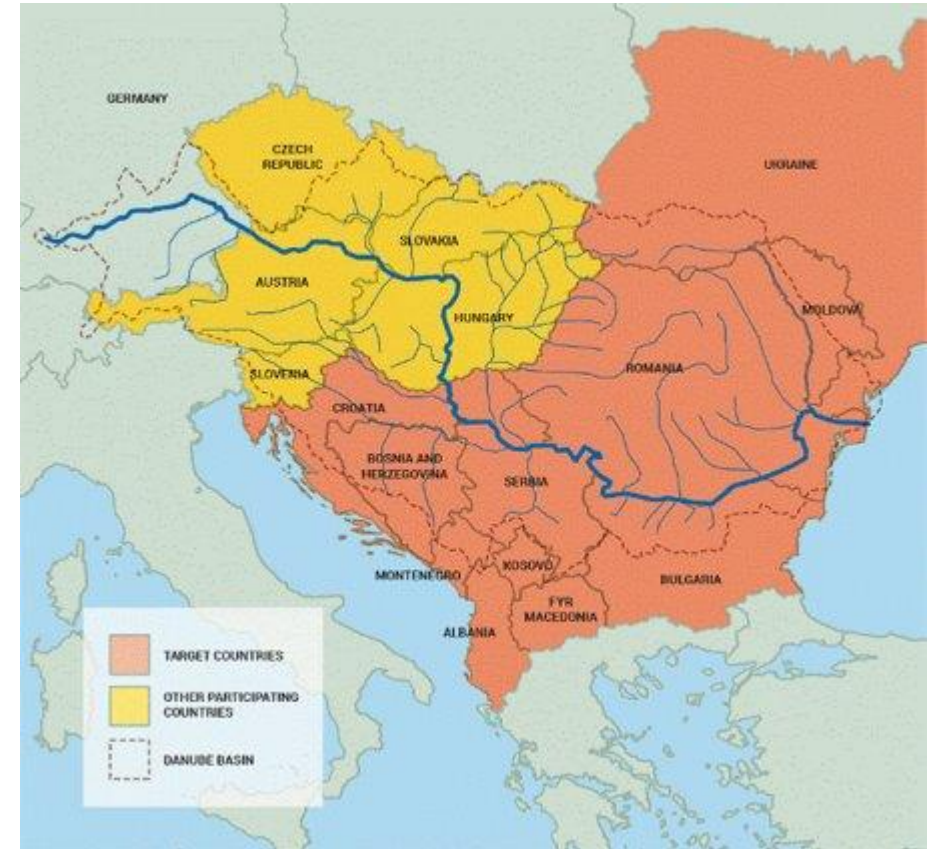 GERMANY
CZECH
REPUBLIC
UKRAINE
SLOVAKIA
AUSTRIA
MOLDOVA
HUNGARY
ROMANIA
SLOVENIA
CROATIA
BOSNIA AND
HERZEGOVINA
SERBIA
KOSOVO
MONTENEGRO
BULGARIA
FYR
MACEDONIA
ALBANIA
TARGET COUNTRIES
OTHER PARTICIPATING
COUNTRIES
DANUBE BASIN